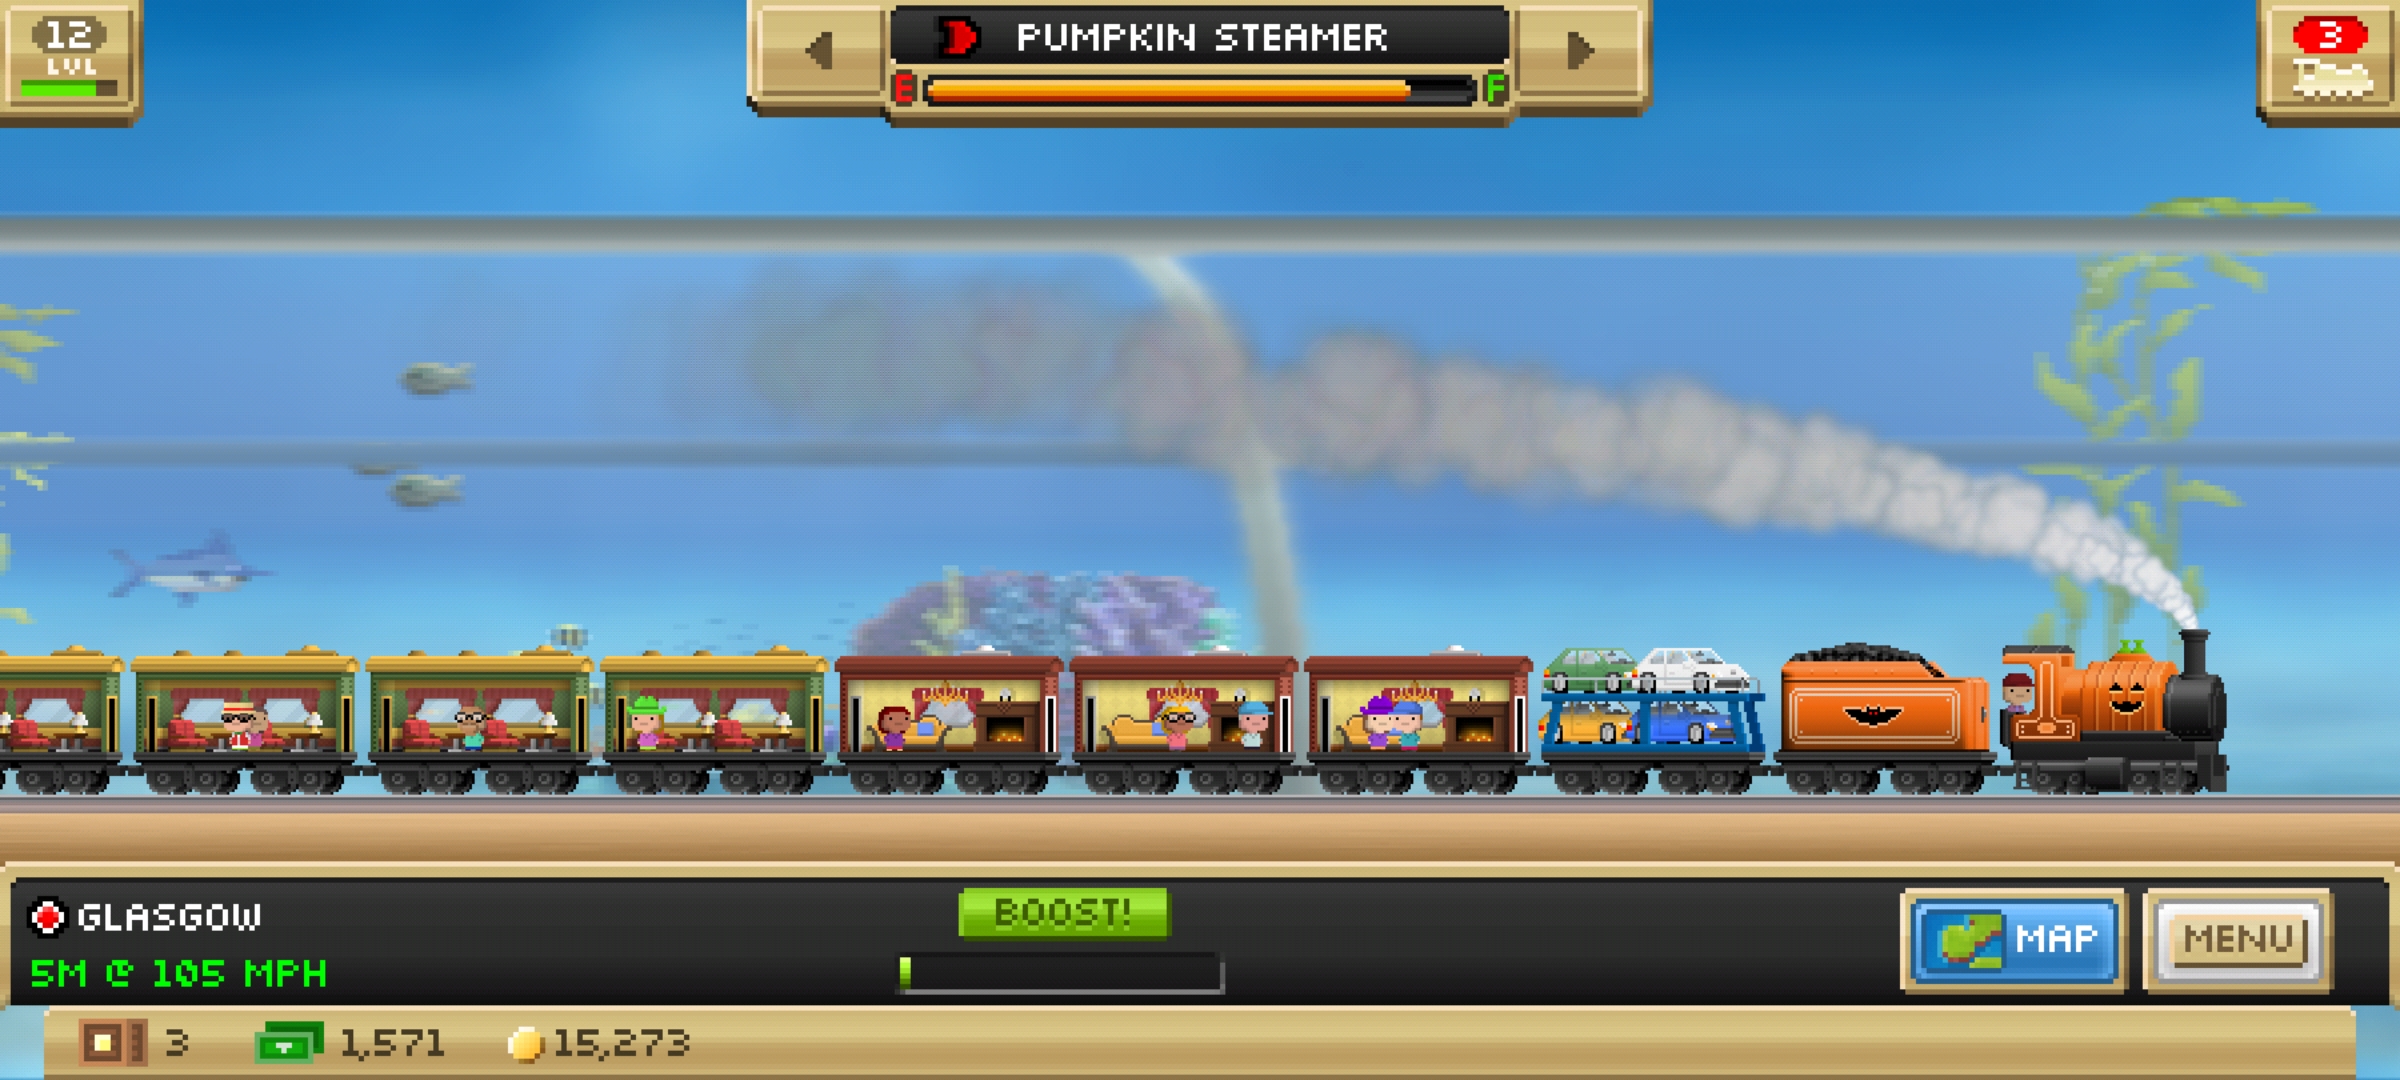 12
LVL
PUMPKIN STEAMER
E F
3
GLASGOW
5M @ 105 MPH
BOOST!
MAP
MENU
3 1,571 15,273